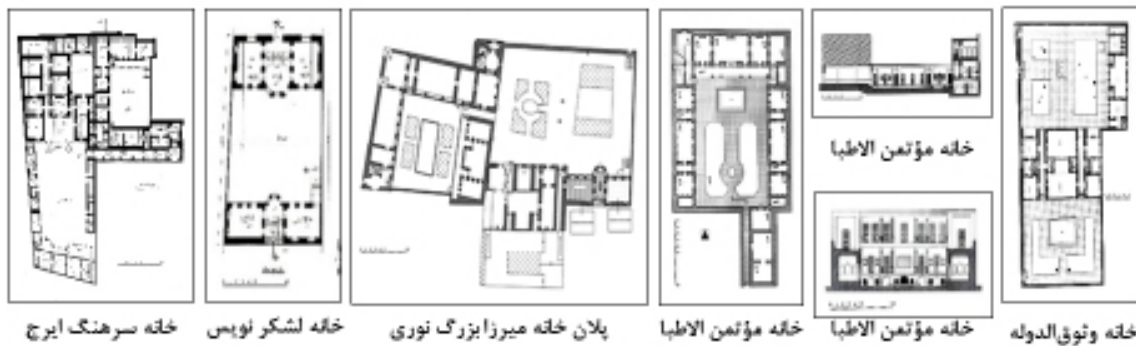 خانه مؤتمن الاطبا
خانه وثوق‌الدوله
خانه مؤتمن الاطبا
خانه مؤتمن الاطبا
پلان خانه میرزا بزرگ نوری
خانه لشکر نویس
خانه سرهنگ ایرج